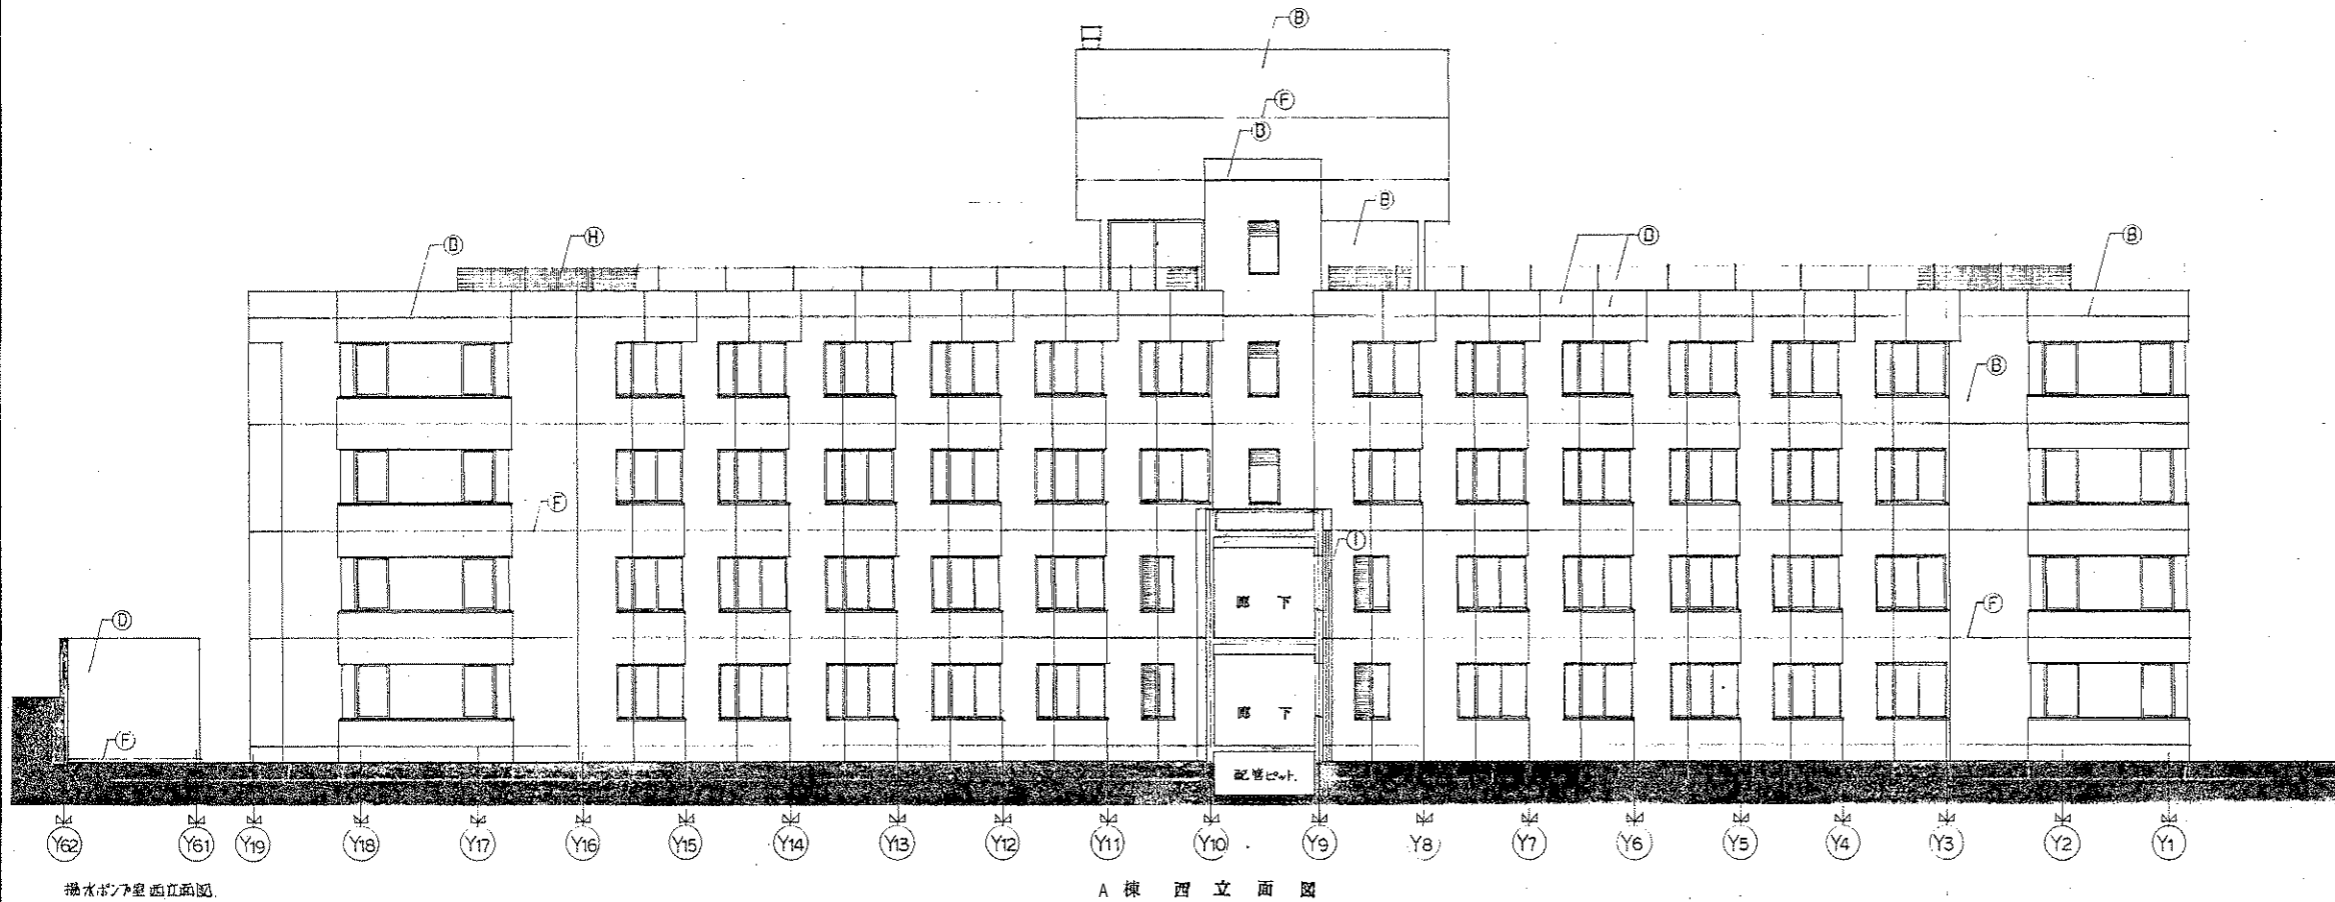 B
F
B
B
B
H
B
B
B
F
I
廊 下
F
D
廊 下
F
配管ピット.
Y62 Y61 Y19 Y18 Y17 Y16 Y15 Y14 Y13 Y12 Y11 Y10 Y9 Y8 Y7 Y6 Y5 Y4 Y3 Y2 Y1
揚水ポンプ室西立面図.
A 棟 西 立 面 図